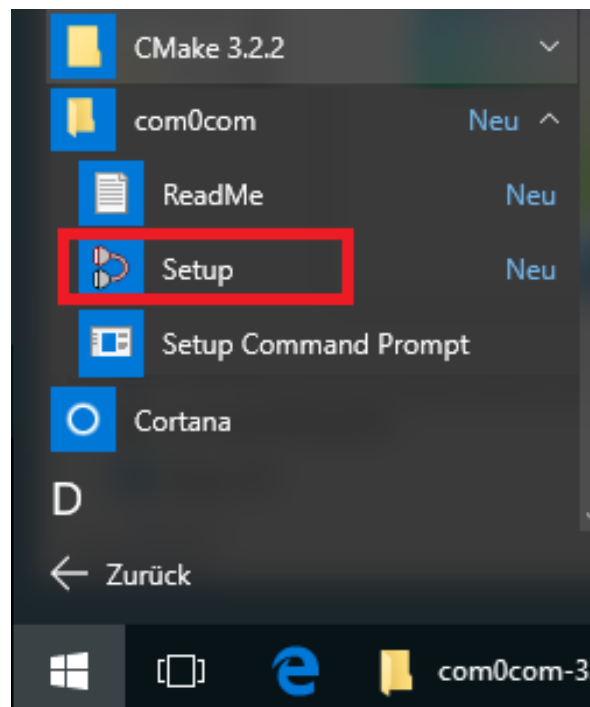 CMake 3.2.2
com0com Neu
ReadMe Neu
Setup Neu
Setup Command Prompt
Cortana
D
Zurück
com0com-3